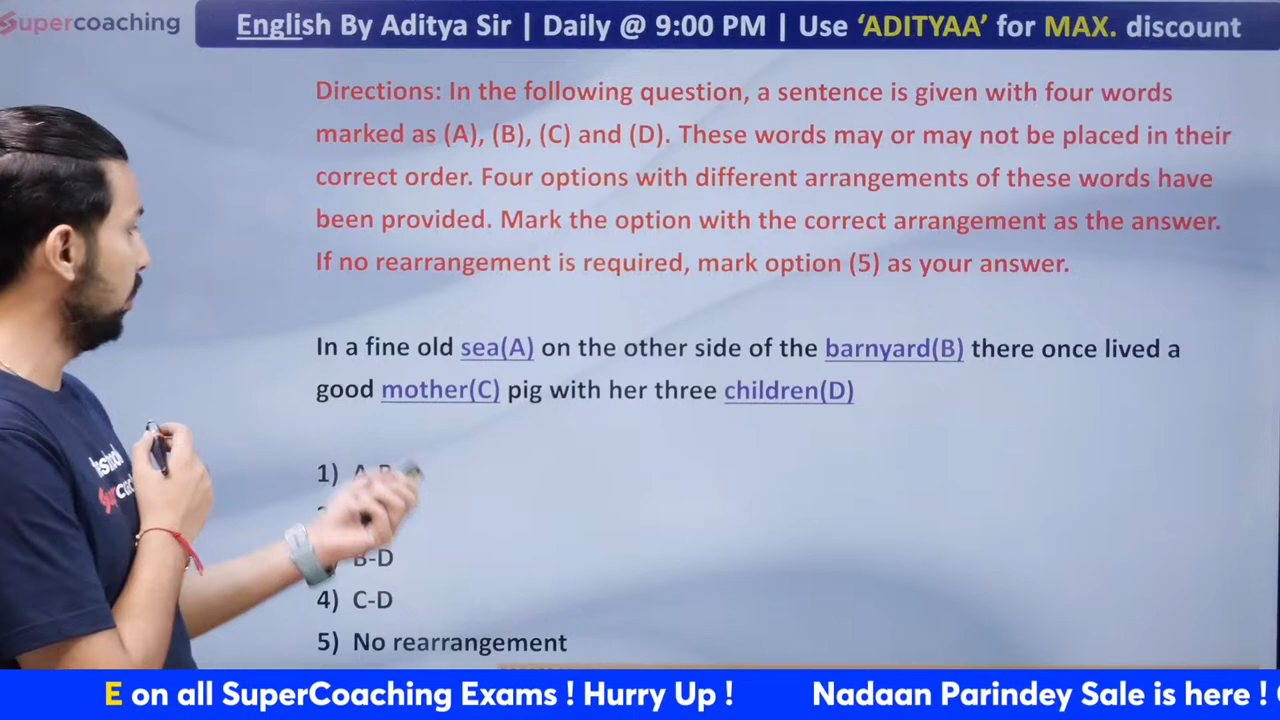 Supercoaching
English By Aditya Sir | Daily @ 9:00 PM | Use ‘ADITYAA’ for MAX. discount
Directions: In the following question, a sentence is given with four words
marked as (A), (B), (C) and (D). These words may or may not be placed in their
correct order. Four options with different arrangements of these words have
been provided. Mark the option with the correct arrangement as the answer.
If no rearrangement is required, mark option (5) as your answer.
In a fine old sea(A) on the other side of the barnyard(B) there once lived a
good mother(C) pig with her three children(D)
1) A-B
B-D
4) C-D
5) No rearrangement
E on all SuperCoaching Exams ! Hurry Up !
Nadaan Parindey Sale is here !